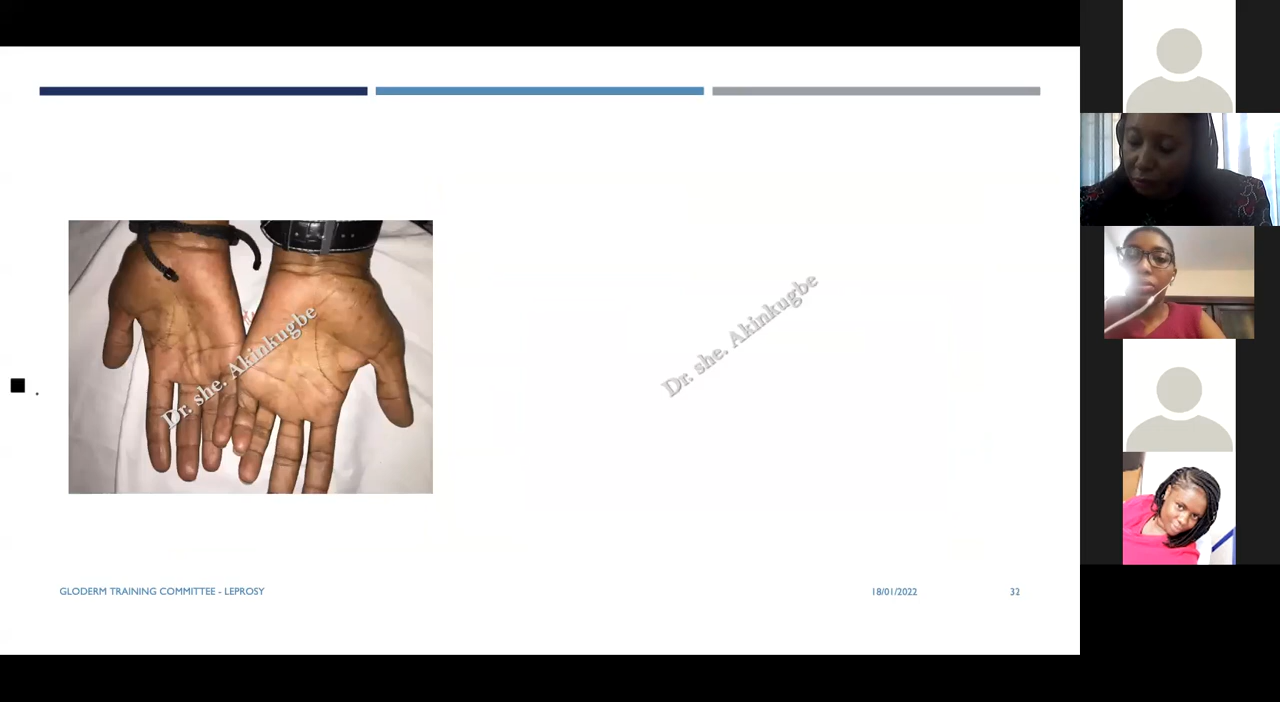 Dr. she. Akinkugbe
Dr. she. Akinkugbe
.
GLODERM TRAINING COMMITTEE - LEPROSY
18/01/2022
32